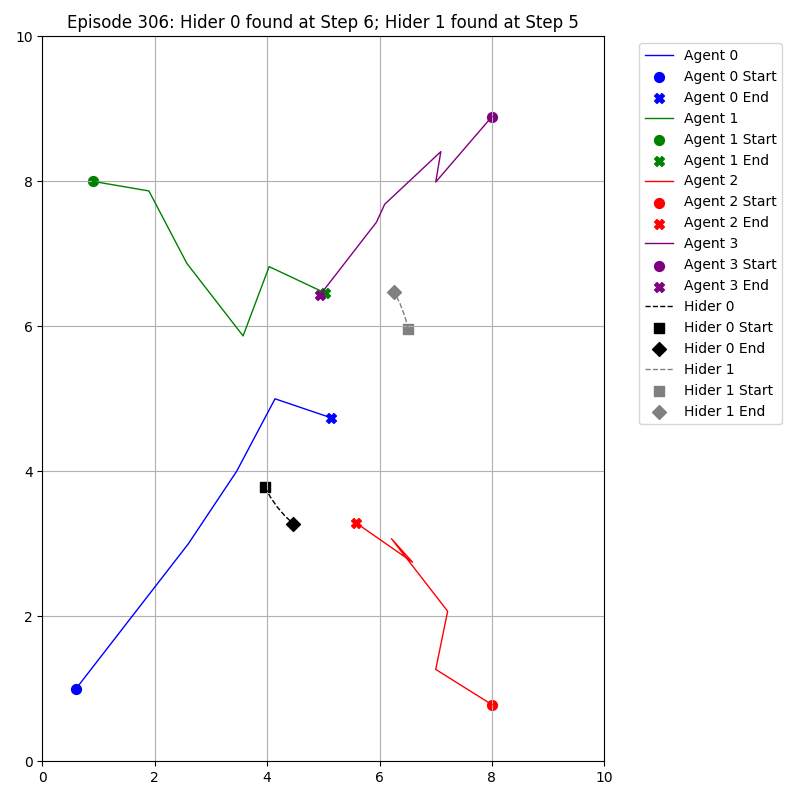 Episode 306: Hider 0 found at Step 6; Hider 1 found at Step 5
10
8
6
4
2
0
0 2 4 6 8 10
Agent 0
Agent 0 Start
Agent 0 End
Agent 1
Agent 1 Start
Agent 1 End
Agent 2
Agent 2 Start
Agent 2 End
Agent 3
Agent 3 Start
Agent 3 End
Hider 0
Hider 0 Start
Hider 0 End
Hider 1
Hider 1 Start
Hider 1 End